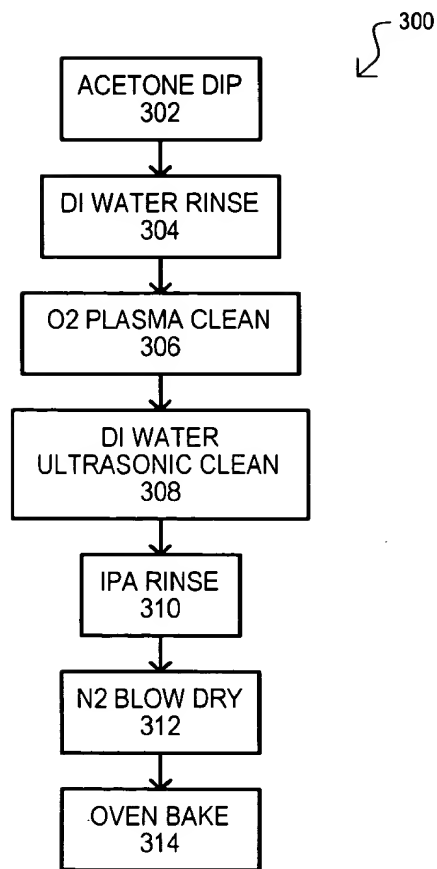 300
ACETONE DIP
302
DI WATER RINSE
304
O2 PLASMA CLEAN
306
DI WATER
ULTRASONIC CLEAN
308
IPA RINSE
310
N2 BLOW DRY
312
OVEN BAKE
314